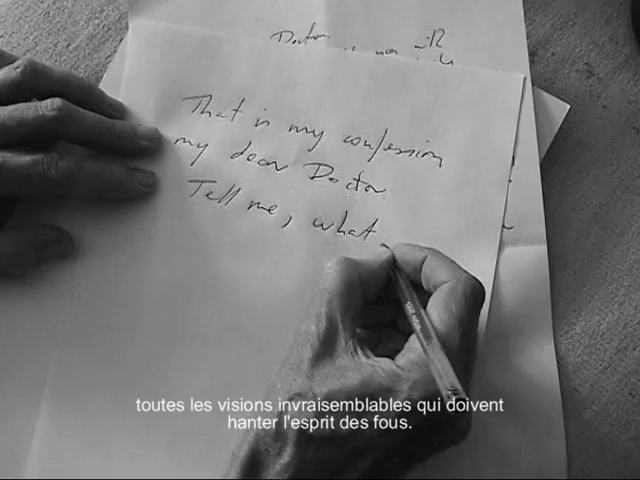 Doctor
That is my confession
my dear Doctor.
Tell me, what
toutes les visions invraisemblables qui doivent
hanter l'esprit des fous.